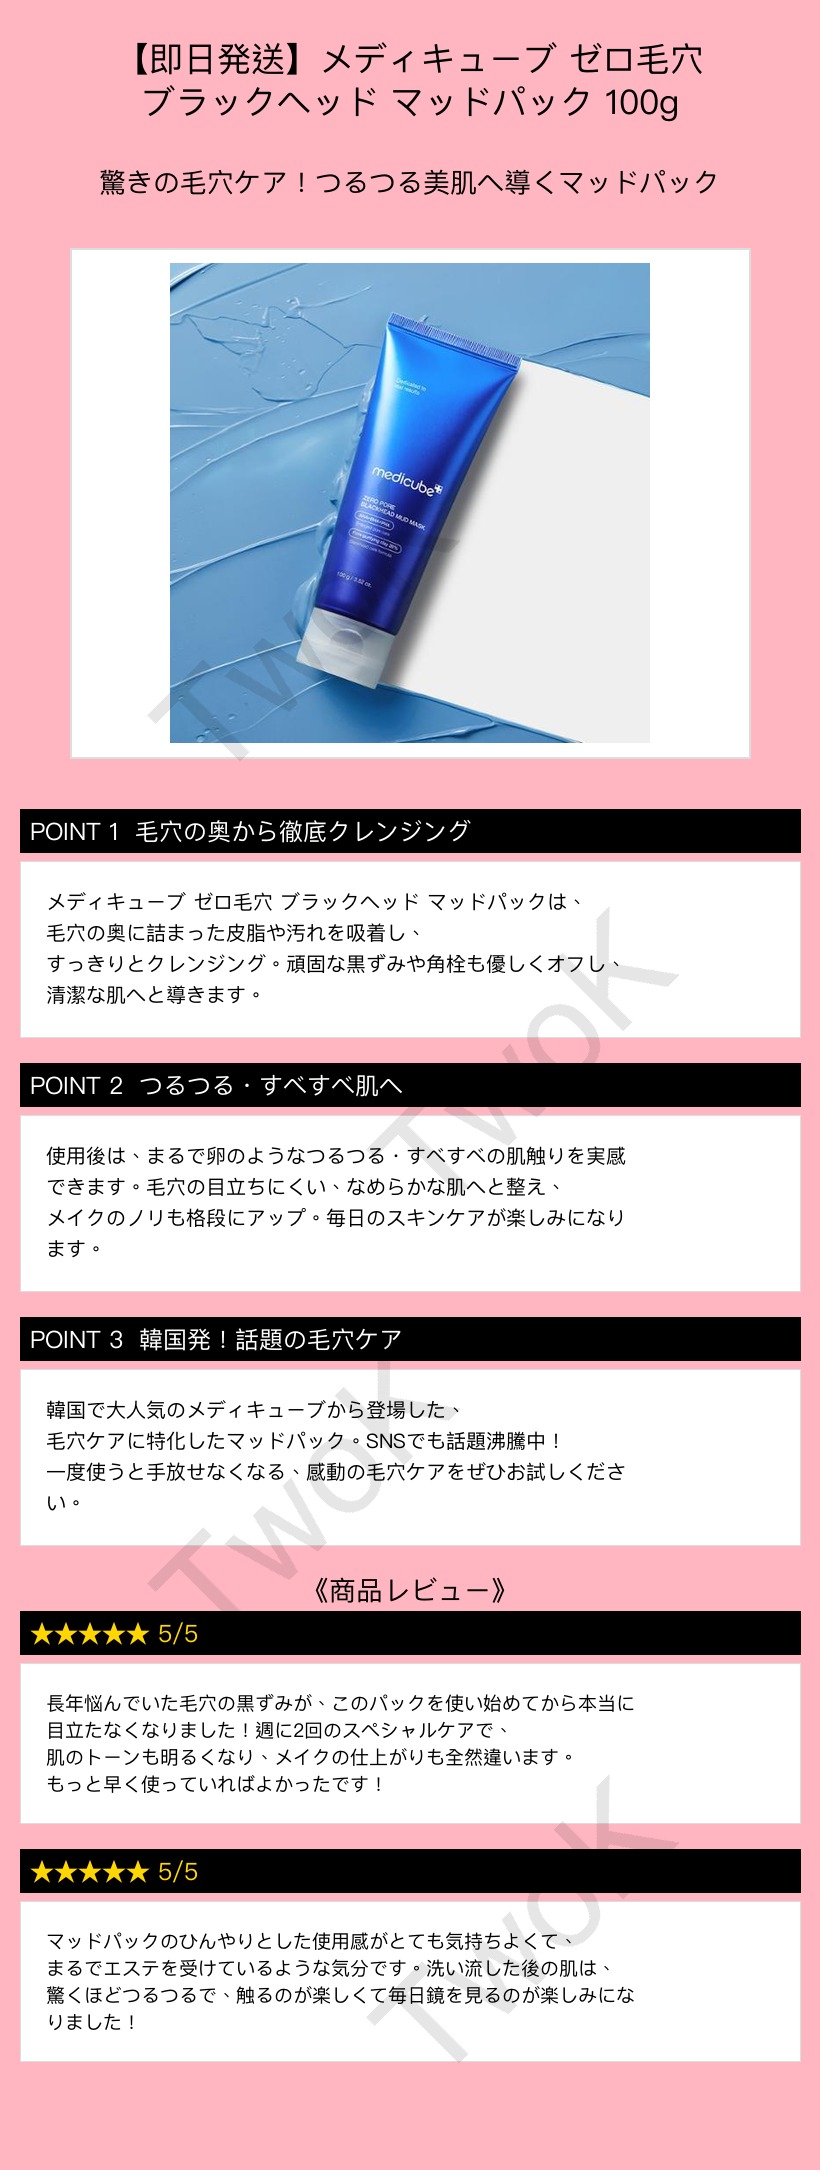 【即日発送】メディキューブ ゼロ毛穴
ブラックヘッド マッドパック 100g
驚きの毛穴ケア！つるつる美肌へ導くマッドパック
Dedicated to
real results
medicube
ZERO PORE
BLACKHEAD MUD MASK
100 g / 3.52 oz.
TwoK
POINT 1 毛穴の奥から徹底クレンジング
メディキューブ ゼロ毛穴 ブラックヘッド マッドパックは、
毛穴の奥に詰まった皮脂や汚れを吸着し、
すっきりとクレンジング。頑固な黒ずみや角栓も優しくオフし、
清潔な肌へと導きます。
TwoK
POINT 2 つるつる・すべすべ肌へ
使用後は、まるで卵のようなつるつる・すべすべの肌触りを実感
できます。毛穴の目立ちにくい、なめらかな肌へと整え、
メイクのノリも格段にアップ。毎日のスキンケアが楽しみになり
ます。
POINT 3 韓国発！話題の毛穴ケア
韓国で大人気のメディキューブから登場した、
毛穴ケアに特化したマッドパック。SNSでも話題沸騰中！
一度使うと手放せなくなる、感動の毛穴ケアをぜひお試しくださ
い。
TwoK
《商品レビュー》
★★★★★ 5/5
長年悩んでいた毛穴の黒ずみが、このパックを使い始めてから本当に
目立たなくなりました！週に2回のスペシャルケアで、
肌のトーンも明るくなり、メイクの仕上がりも全然違います。
もっと早く使っていればよかったです！
★★★★★ 5/5
マッドパックのひんやりとした使用感がとても気持ちよくて、
まるでエステを受けているような気分です。洗い流した後の肌は、
驚くほどつるつるで、触るのが楽しくて毎日鏡を見るのが楽しみにな
りました！
TwoK